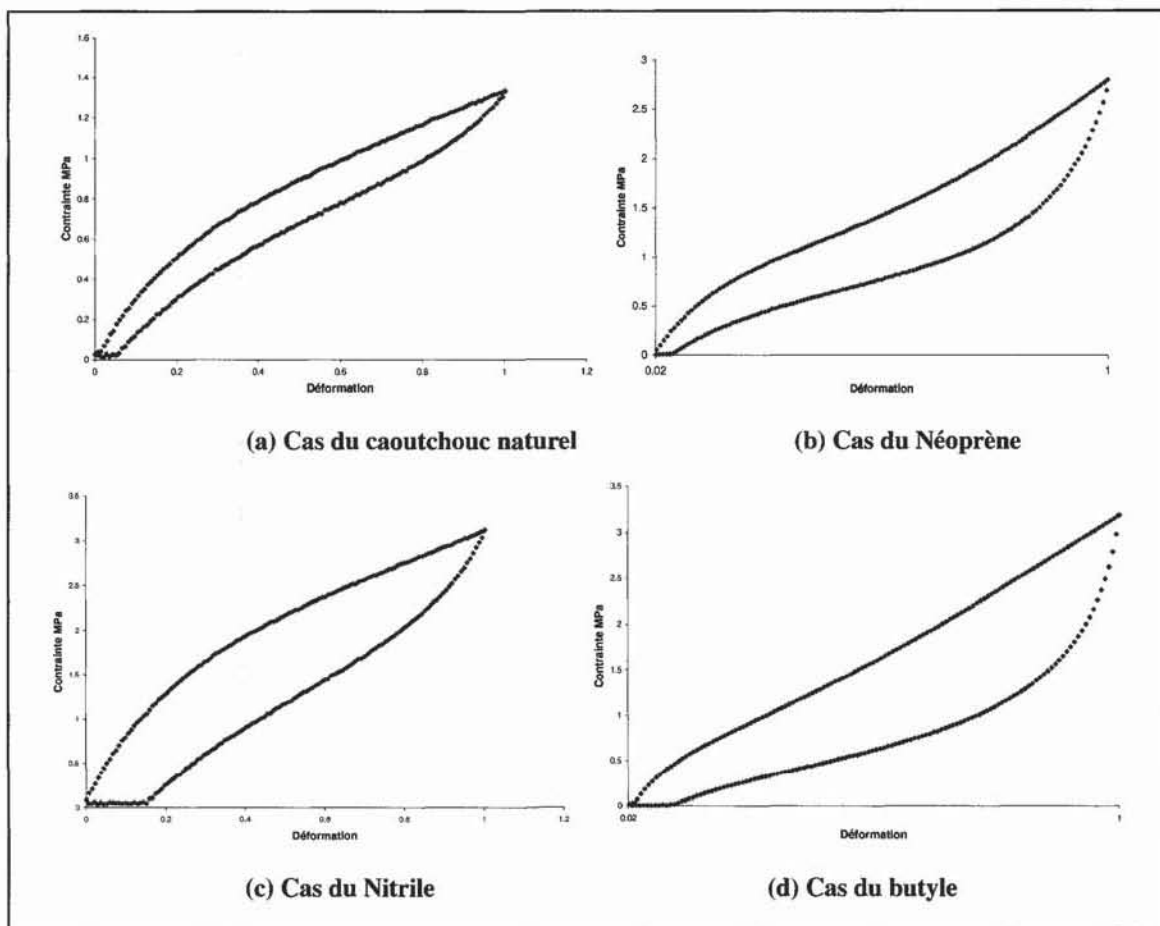 1.6
1.4
1.2
1
0.8
0.6
0.4
0.2
0
Contrainte MPa
0 0.2 0.4 0.6 0.8 1 1.2
Déformation
(a) Cas du caoutchouc naturel
3
2.5
2
1.5
1
0.5
0
Contrainte MPa
0.02 1
Déformation
(b) Cas du Néoprène
3.5
3
2.5
2
1.5
1
0.5
0
Contrainte MPa
0 0.2 0.4 0.6 0.8 1 1.2
Déformation
(c) Cas du Nitrile
3.5
3
2.5
2
1.5
1
0.5
0
Contrainte MPa
0.02 1
Déformation
(d) Cas du butyle